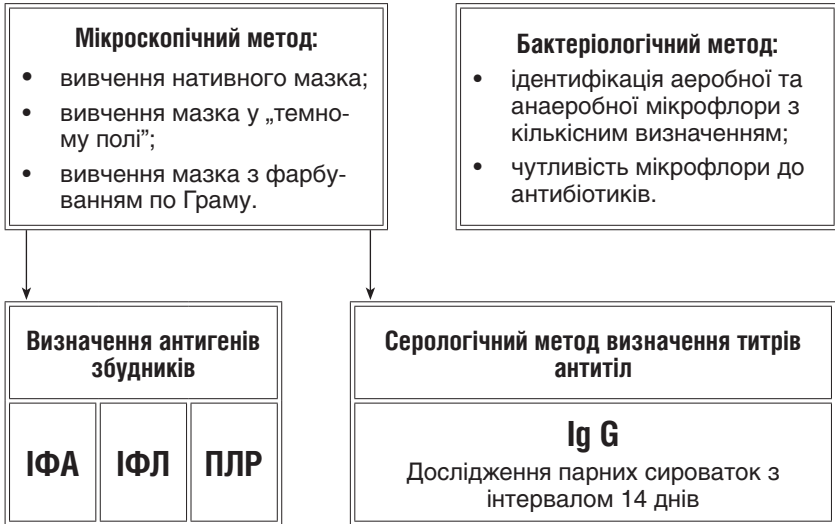 Мікроскопічний метод:
• вивчення нативного мазка;
• вивчення мазка у „темно-
му полі”;
• вивчення мазка з фарбу-
ванням по Граму.
Бактеріологічний метод:
• ідентифікація аеробної та
анаеробної мікрофлори з
кількісним визначенням;
• чутливість мікрофлори до
антибіотиків.
Визначення антигенів
збудників
ІФА ІФЛ ПЛР
Серологічний метод визначення титрів
антитіл
Ig G
Дослідження парних сироваток з
інтервалом 14 днів